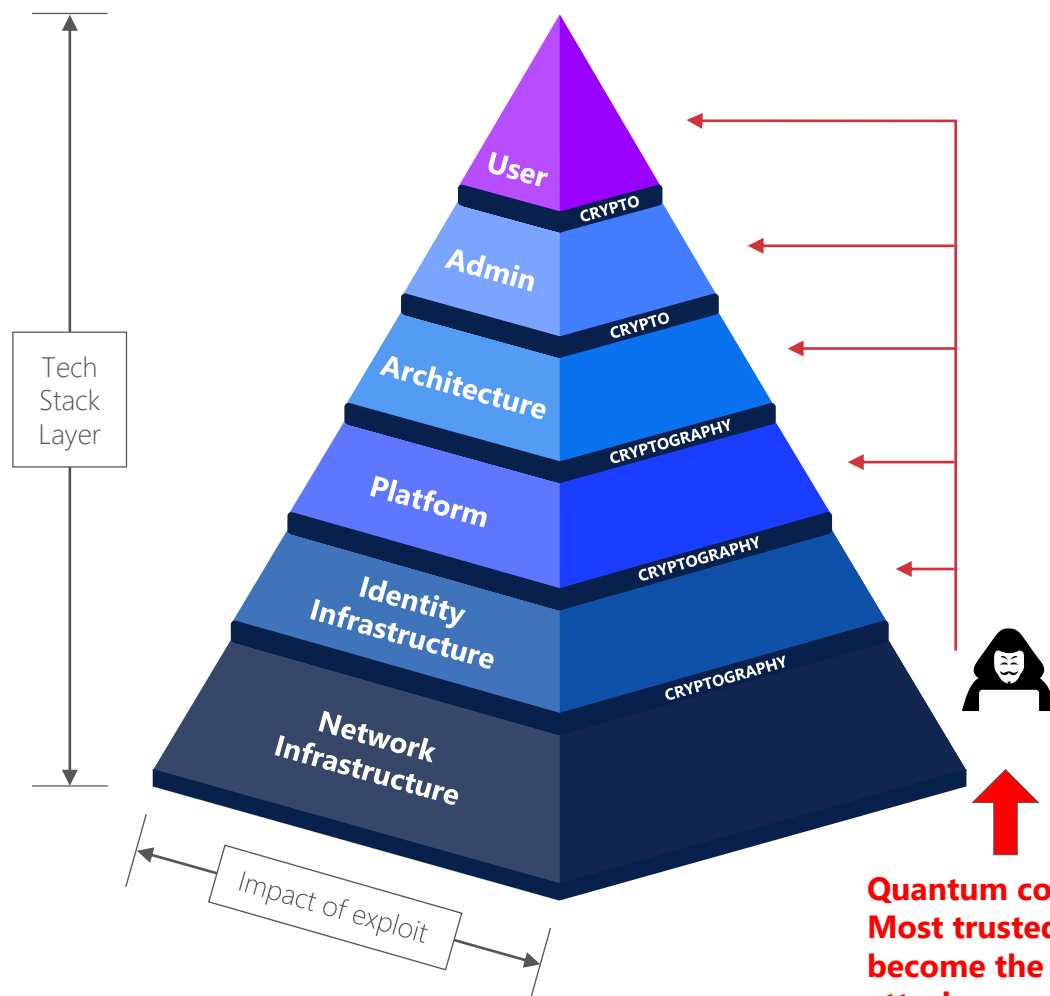 User
CRYPTO
Admin
CRYPTO
Architecture
CRYPTOGRAPHY
Platform
CRYPTOGRAPHY
Identity
Infrastructure
CRYPTOGRAPHY
Network
Infrastructure
Tech
Stack
Layer
Impact of exploit
Quantum co
Most trusted
become the